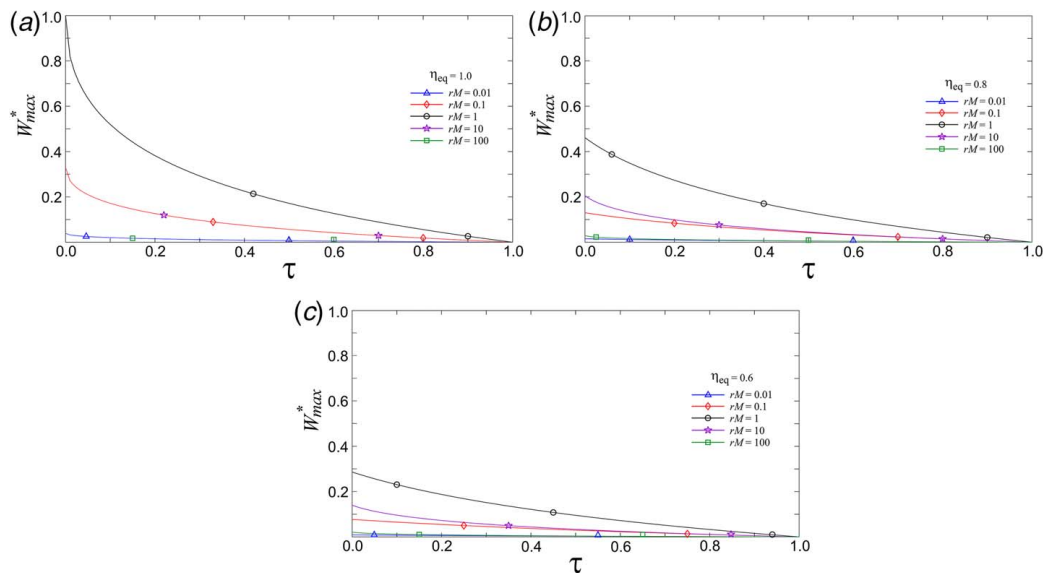 (a)
1.0
0.8
0.6
0.4
0.2
W*max
0.0 0.2 0.4 0.6 0.8 1.0
τ
ηeq = 1.0
rM = 0.01
rM = 0.1
rM = 1
rM = 10
rM = 100
(b)
1.0
0.8
0.6
0.4
0.2
W*max
0.0 0.2 0.4 0.6 0.8 1.0
τ
ηeq = 0.8
rM = 0.01
rM = 0.1
rM = 1
rM = 10
rM = 100
(c)
1.0
0.8
0.6
0.4
0.2
W*max
0.0 0.2 0.4 0.6 0.8 1.0
τ
ηeq = 0.6
rM = 0.01
rM = 0.1
rM = 1
rM = 10
rM = 100